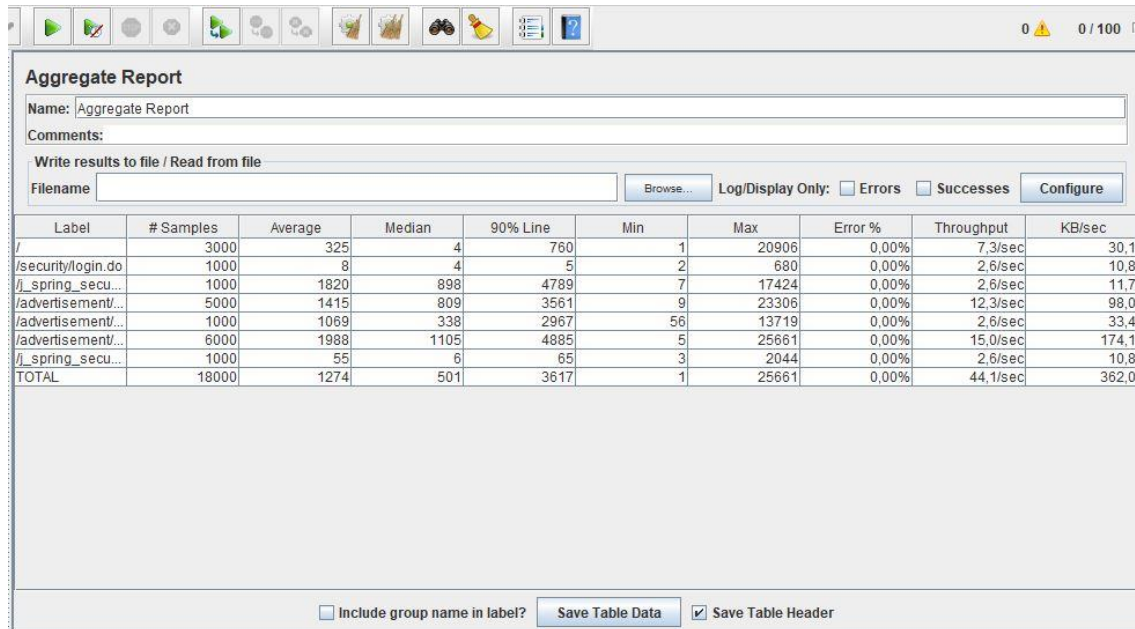 0 0 / 100
Aggregate Report
Name: Aggregate Report
Comments:
Write results to file / Read from file
Filename Browse... Log/Display Only: Errors Successes Configure
Label # Samples Average Median 90% Line Min Max Error % Throughput KB/sec
/ 3000 325 4 760 1 20906 0,00% 7,3/sec 30,1
/security/login.do 1000 8 4 5 2 680 0,00% 2,6/sec 10,8
/j_spring_secu... 1000 1820 898 4789 7 17424 0,00% 2,6/sec 11,7
/advertisement/... 5000 1415 809 3561 9 23306 0,00% 12,3/sec 98,0
/advertisement/... 1000 1069 338 2967 56 13719 0,00% 2,6/sec 33,4
/advertisement/... 6000 1988 1105 4885 5 25661 0,00% 15,0/sec 174,1
/j_spring_secu... 1000 55 6 65 3 2044 0,00% 2,6/sec 10,8
TOTAL 18000 1274 501 3617 1 25661 0,00% 44,1/sec 362,0
Include group name in label? Save Table Data Save Table Header